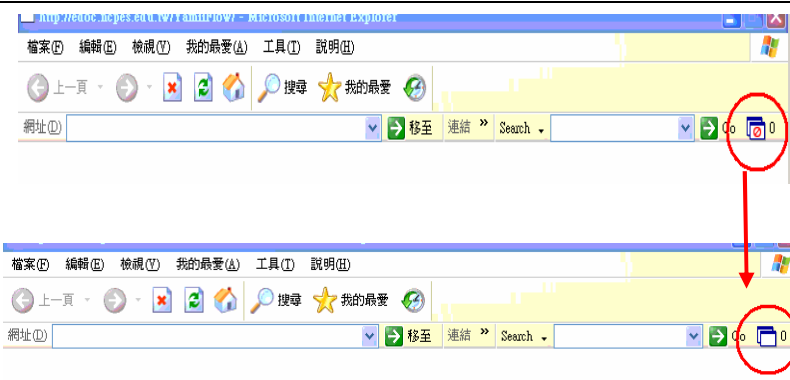 http://edoc.ncpes.edu.tw/FamiFlow/ - Microsoft Internet Explorer
檔案(F) 編輯(E) 檢視(V) 我的最愛(A) 工具(T) 說明(H)
上一頁 搜尋 我的最愛
網址(D) 移至 連結 » Search Go 0
檔案(F) 編輯(E) 檢視(V) 我的最愛(A) 工具(T) 說明(H)
上一頁 搜尋 我的最愛
網址(D) 移至 連結 » Search Go 0